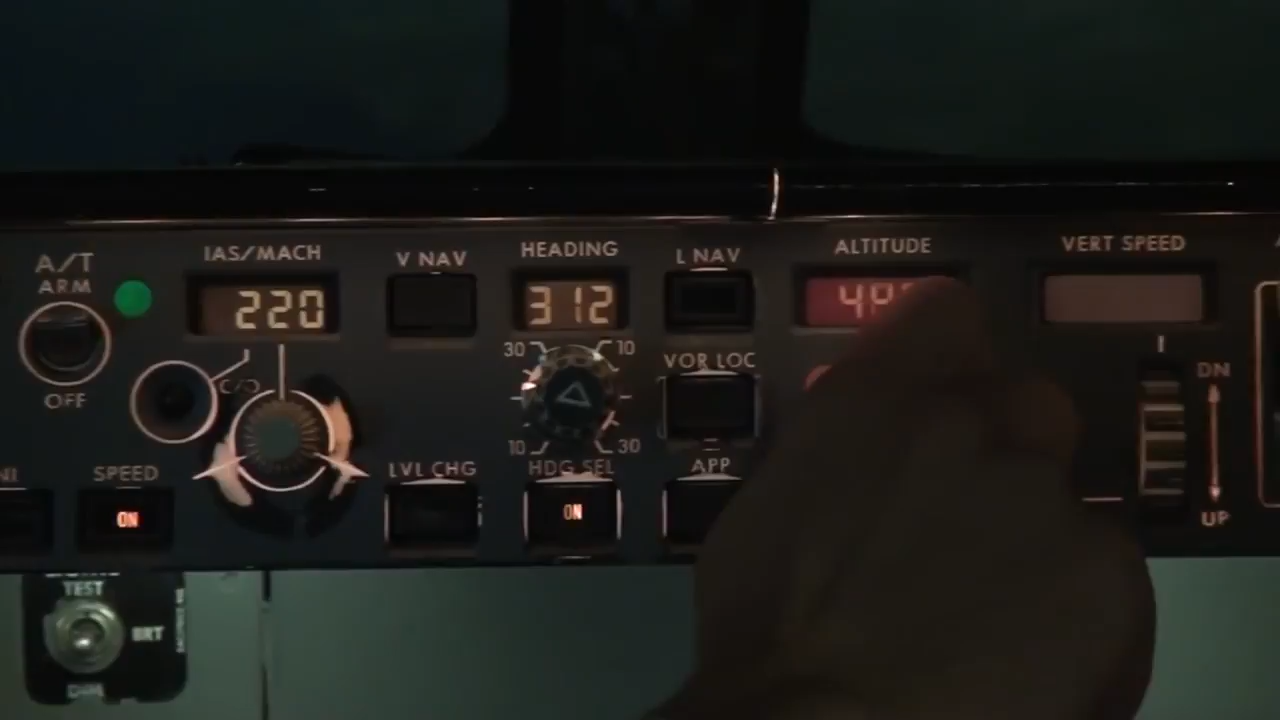 A/T
ARM
OFF
IAS/MACH
220
C/O
SPEED
ON
V NAV
LVL CHG
HEADING
312
30
10
10
30
HDG SEL
ON
L NAV
VOR LOC
APP
ALTITUDE
VERT SPEED
DN
UP
TEST
BRT